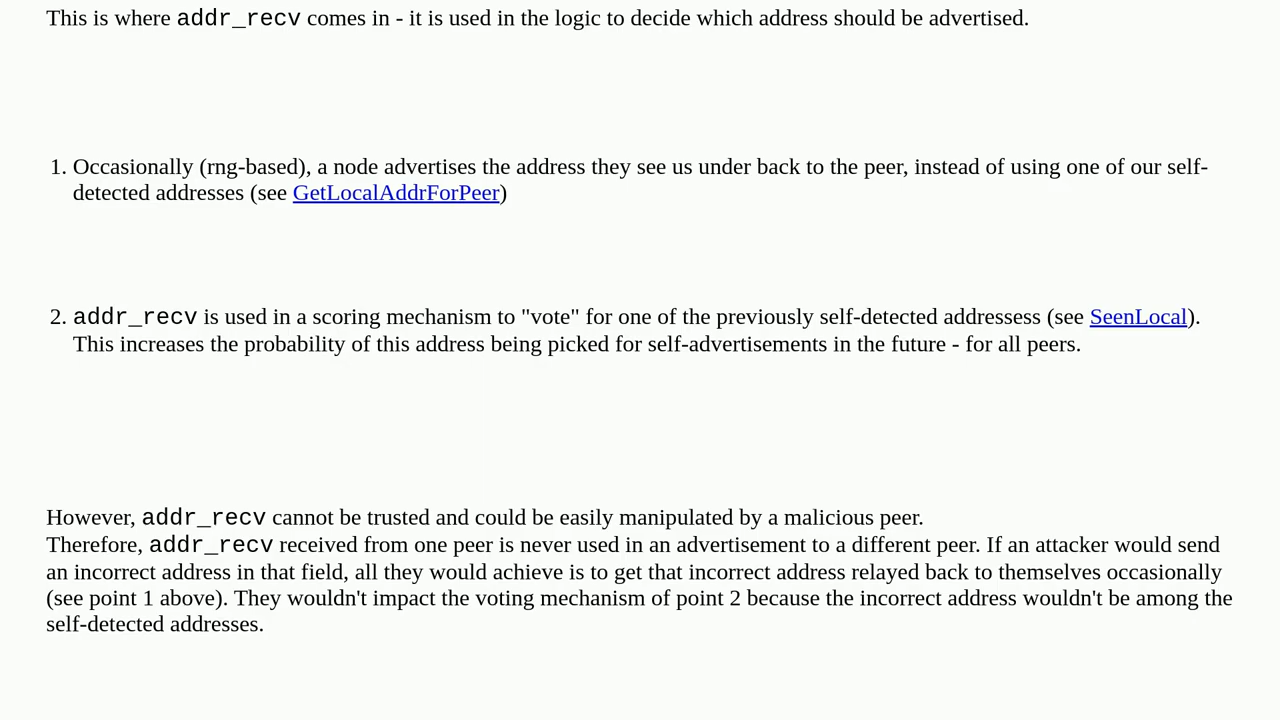 This is where addr_recv comes in - it is used in the logic to decide which address should be advertised.
1. Occasionally (rng-based), a node advertises the address they see us under back to the peer, instead of using one of our self-
detected addresses (see GetLocalAddrForPeer)
2. addr_recv is used in a scoring mechanism to "vote" for one of the previously self-detected addressess (see SeenLocal).
This increases the probability of this address being picked for self-advertisements in the future - for all peers.
However, addr_recv cannot be trusted and could be easily manipulated by a malicious peer.
Therefore, addr_recv received from one peer is never used in an advertisement to a different peer. If an attacker would send
an incorrect address in that field, all they would achieve is to get that incorrect address relayed back to themselves occasionally
(see point 1 above). They wouldn't impact the voting mechanism of point 2 because the incorrect address wouldn't be among the
self-detected addresses.